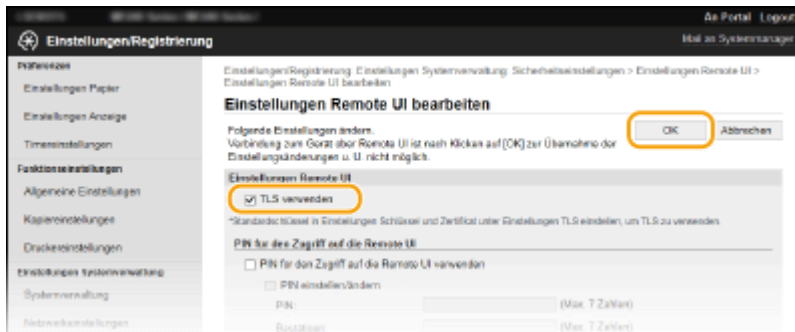 An Portal Logout
Einstellungen/Registrierung
Mail an Systemmanager
Präferenzen
Einstellungen Papier
Einstellungen Anzeige
Timereinstellungen
Funktionseinstellungen
Allgemeine Einstellungen
Kopiereinstellungen
Druckereinstellungen
Einstellungen Systemverwaltung
Systemverwaltung
Netzwerkeinstellungen
Einstellungen/Registrierung: Einstellungen Systemverwaltung: Sicherheitseinstellungen > Einstellungen Remote UI >
Einstellungen Remote UI bearbeiten
Einstellungen Remote UI bearbeiten
Folgende Einstellungen ändern.
Verbindung zum Gerät über Remote UI ist nach Klicken auf [OK] zur Übernahme der
Einstellungsänderungen u. U. nicht möglich.
OK Abbrechen
Einstellungen Remote UI
TLS verwenden
*Standardschlüssel in Einstellungen Schlüssel und Zertifikat unter Einstellungen TLS einstellen, um TLS zu verwenden.
PIN für den Zugriff auf die Remote UI
PIN für den Zugriff auf die Remote UI verwenden
PIN einstellen/ändern
PIN: (Max. 7 Zahlen)
Bestätigen: (Max. 7 Zahlen)